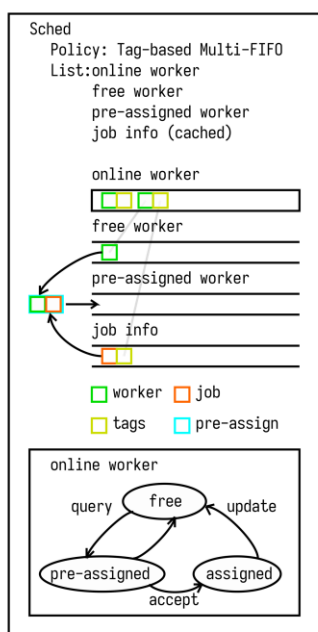 Sched
Policy: Tag-based Multi-FIFO
List:online worker
free worker
pre-assigned worker
job info (cached)
online worker
free worker
pre-assigned worker
job info
worker job
tags pre-assign
online worker
free
query update
pre-assigned assigned
accept